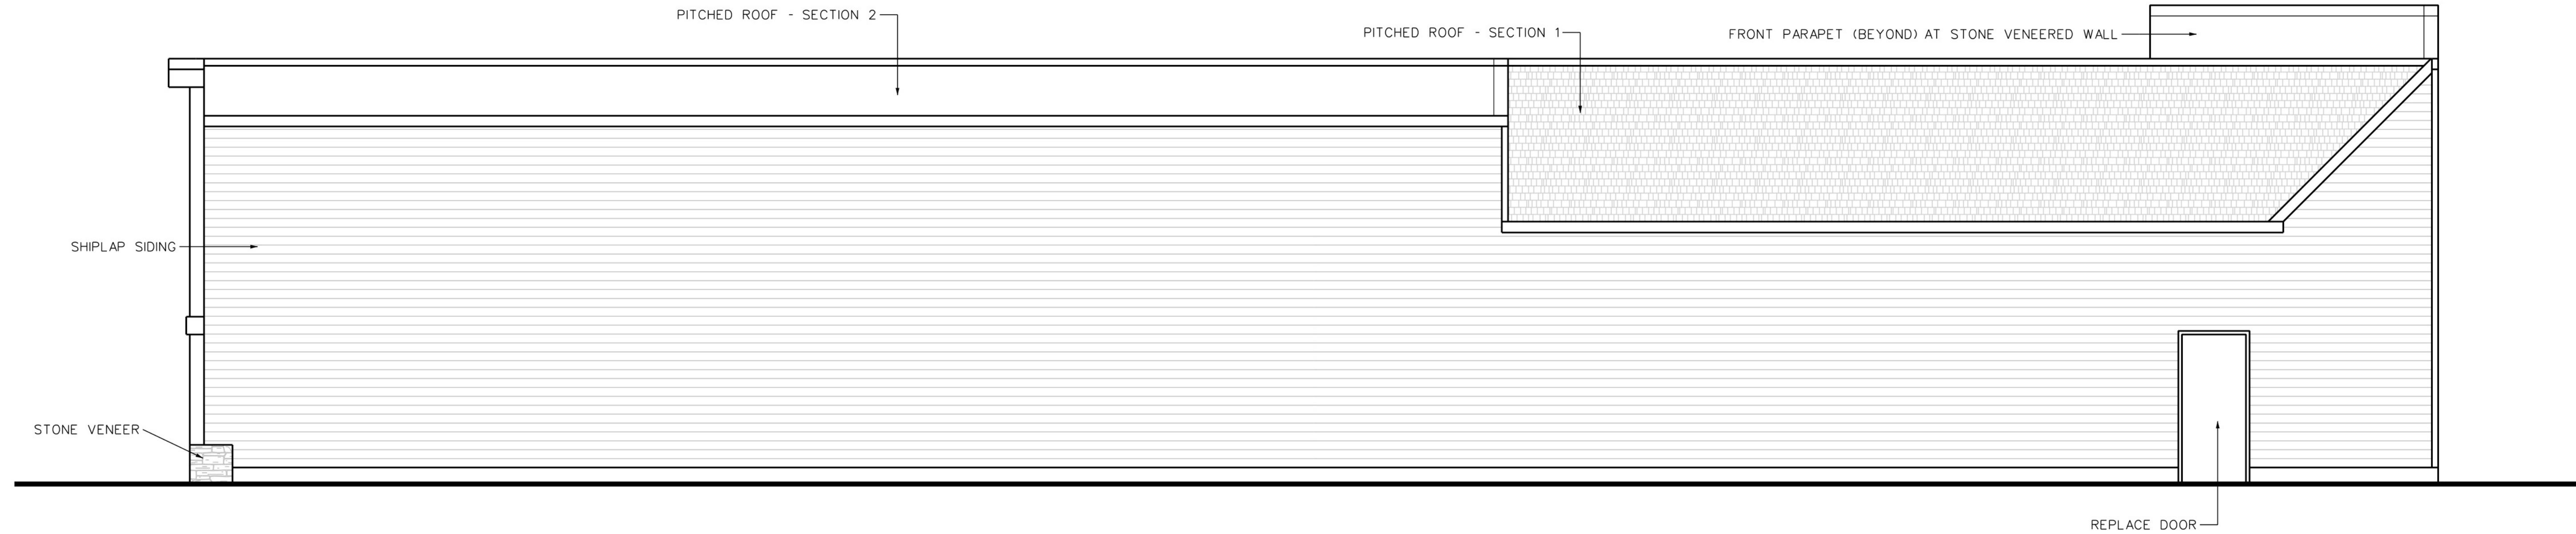 PITCHED ROOF - SECTION 2
PITCHED ROOF - SECTION 1
FRONT PARAPET (BEYOND) AT STONE VENEERED WALL
SHIPLAP SIDING
STONE VENEER
REPLACE DOOR